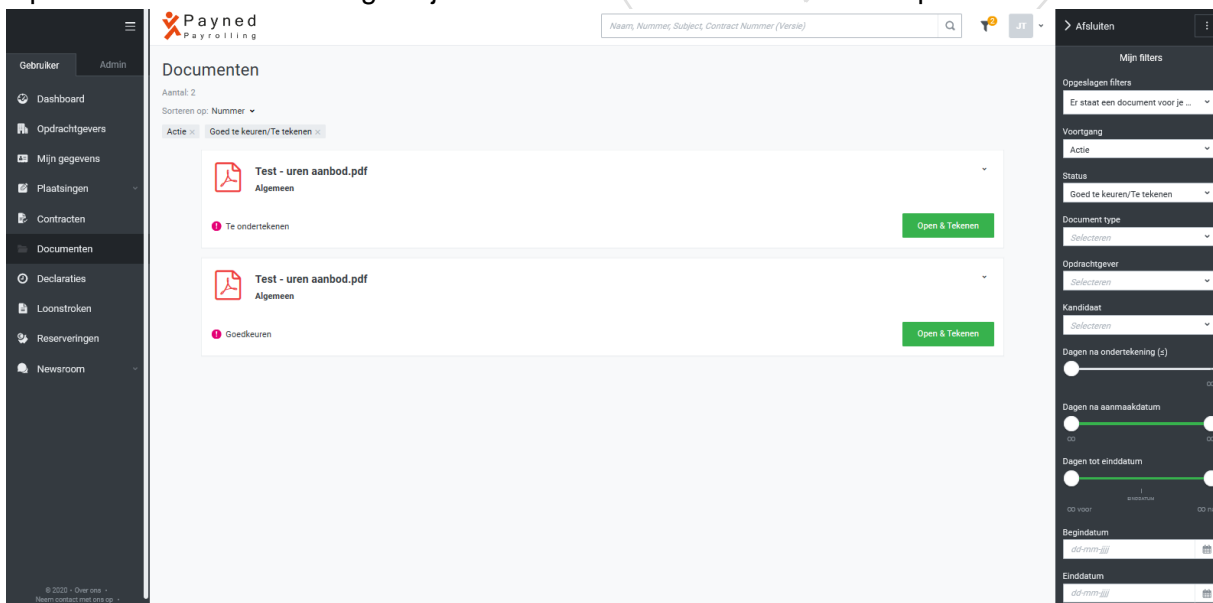 Payned
Payrolling
Naam, Nummer, Subject, Contract Nummer (Versie)
2
JT
Afsluiten
Gebruiker
Admin
Dashboard
Opdrachtgevers
Mijn gegevens
Plaatsingen
Contracten
Documenten
Declaraties
Loonstroken
Reserveringen
Newsroom
© 2020 - Over ons -
Neem contact met ons op -
Documenten
Aantal: 2
Sorteren op: Nummer
Actie × Goed te keuren/Te tekenen ×
Test - uren aanbod.pdf
Algemeen
Te ondertekenen
Open & Tekenen
Test - uren aanbod.pdf
Algemeen
Goedkeuren
Open & Tekenen
Mijn filters
Opgeslagen filters
Er staat een document voor je ...
Voortgang
Actie
Status
Goed te keuren/Te tekenen
Document type
Selecteren
Opdrachtgever
Selecteren
Kandidaat
Selecteren
Dagen na ondertekening (≤)
∞
Dagen na aanmaakdatum
∞ ∞
Dagen tot einddatum
EINDDATUM
∞ voor ∞ na
Begindatum
dd-mm-jjjj
Einddatum
dd-mm-jjjj